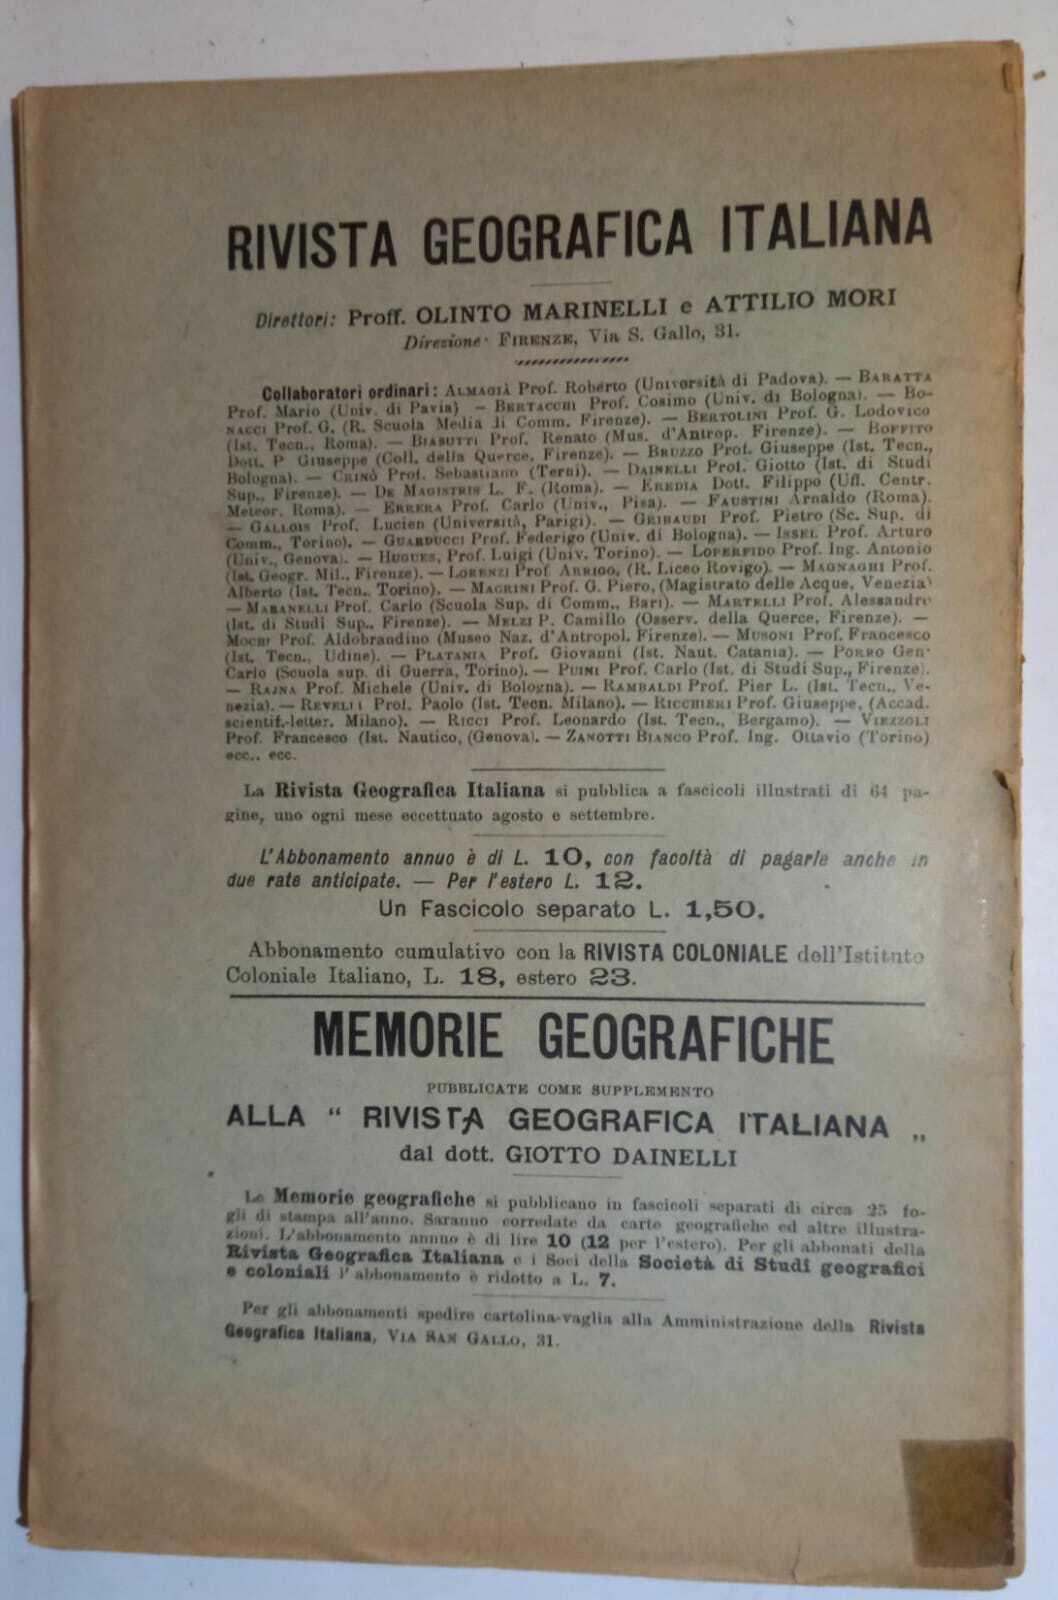 RIVISTA GEOGRAFICA ITALIANA
Direttori: Proff. OLINTO MARINELLI e ATTILIO MORI
Direzione: FIRENZE, Via S. Gallo, 31.
Collaboratori ordinari: ALMAGIÀ Prof. Roberto (Università di Padova). — BARATTA
Prof. Mario (Univ. di Pavia) — BERTACCHI Prof. Cosimo (Univ. di Bologna). — BO-
NACCI Prof. G. (R. Scuola Media di Comm. Firenze). — BERTOLINI Prof. G. Lodovico
(Ist. Tecn., Roma). — BIASUTTI Prof. Renato (Mus. d'Antrop. Firenze). — BOFFITO
Dott. P. Giuseppe (Coll. della Querce, Firenze). — BRUZZO Prof. Giuseppe (Ist. Tecn.,
Bologna). — CRINÒ Prof. Sebastiano (Terni). — DAINELLI Prof. Giotto (Ist. di Studi
Sup., Firenze). — DE MAGISTRIS L. F. (Roma). — EREDIA Dott. Filippo (Uff. Centr.
Meteor. Roma). — ERRERA Prof. Carlo (Univ., Pisa). — FAUSTINI Arnaldo (Roma).
— GALLOIS Prof. Lucien (Università, Parigi). — GRIBAUDI Prof. Pietro (Sc. Sup. di
Comm., Torino). — GUARDUCCI Prof. Federigo (Univ. di Bologna). — ISSEL Prof. Arturo
(Univ., Genova). — HUGUES, Prof. Luigi (Univ. Torino). — LOPERFIDO Prof. Ing. Antonio
(Ist. Geogr. Mil., Firenze). — LORENZI Prof ARRIGO, (R. Liceo Rovigo). — MAGNAGHI Prof.
Alberto (Ist. Tecn. Torino). — MAGRINI Prof. G. Piero, (Magistrato delle Acque, Venezia)
— MARANELLI Prof. Carlo (Scuola Sup. di Comm., Bari). — MARTELLI Prof. Alessandro
(Ist. di Studi Sup., Firenze). — MELZI P. Camillo (Osserv. della Querce, Firenze). —
MOCHI Prof. Aldobrandino (Museo Naz. d'Antropol. Firenze). — MUSONI Prof. Francesco
(Ist. Tecn., Udine). — PLATANIA Prof. Giovanni (Ist. Naut. Catania). — PORRO Gen.
Carlo (Scuola sup. di Guerra, Torino). — PUINI Prof. Carlo (Ist. di Studi Sup., Firenze).
— RAJNA Prof. Michele (Univ. di Bologna). — RAMBALDI Prof. Pier L. (Ist. Tecn., Ve-
nezia). — REVELLI Prof. Paolo (Ist. Tecn. Milano). — RICCHIERI Prof. Giuseppe, (Accad.
scientif.-letter. Milano). — RICCI Prof. Leonardo (Ist. Tecn., Bergamo). — VIEZZOLI
Prof. Francesco (Ist. Nautico, (Genova). — ZANOTTI BIANCO Prof. Ing. Ottavio (Torino)
ecc., ecc.
La Rivista Geografica Italiana si pubblica a fascicoli illustrati di 64 pa-
gine, uno ogni mese eccettuato agosto e settembre.
L'Abbonamento annuo è di L. 10, con facoltà di pagarle anche in
due rate anticipate. — Per l'estero L. 12.
Un Fascicolo separato L. 1,50.
Abbonamento cumulativo con la RIVISTA COLONIALE dell'Istituto
Coloniale Italiano, L. 18, estero 23.
MEMORIE GEOGRAFICHE
PUBBLICATE COME SUPPLEMENTO
ALLA “ RIVISTA GEOGRAFICA ITALIANA „
dal dott. GIOTTO DAINELLI
Le Memorie geografiche si pubblicano in fascicoli separati di circa 25 fo-
gli di stampa all'anno. Saranno corredate da carte geografiche ed altre illustra-
zioni. L'abbonamento annuo è di lire 10 (12 per l'estero). Per gli abbonati della
Rivista Geografica Italiana e i Soci della Società di Studi geografici
e coloniali l'abbonamento è ridotto a L. 7.
Per gli abbonamenti spedire cartolina-vaglia alla Amministrazione della Rivista
Geografica Italiana, VIA SAN GALLO, 31.